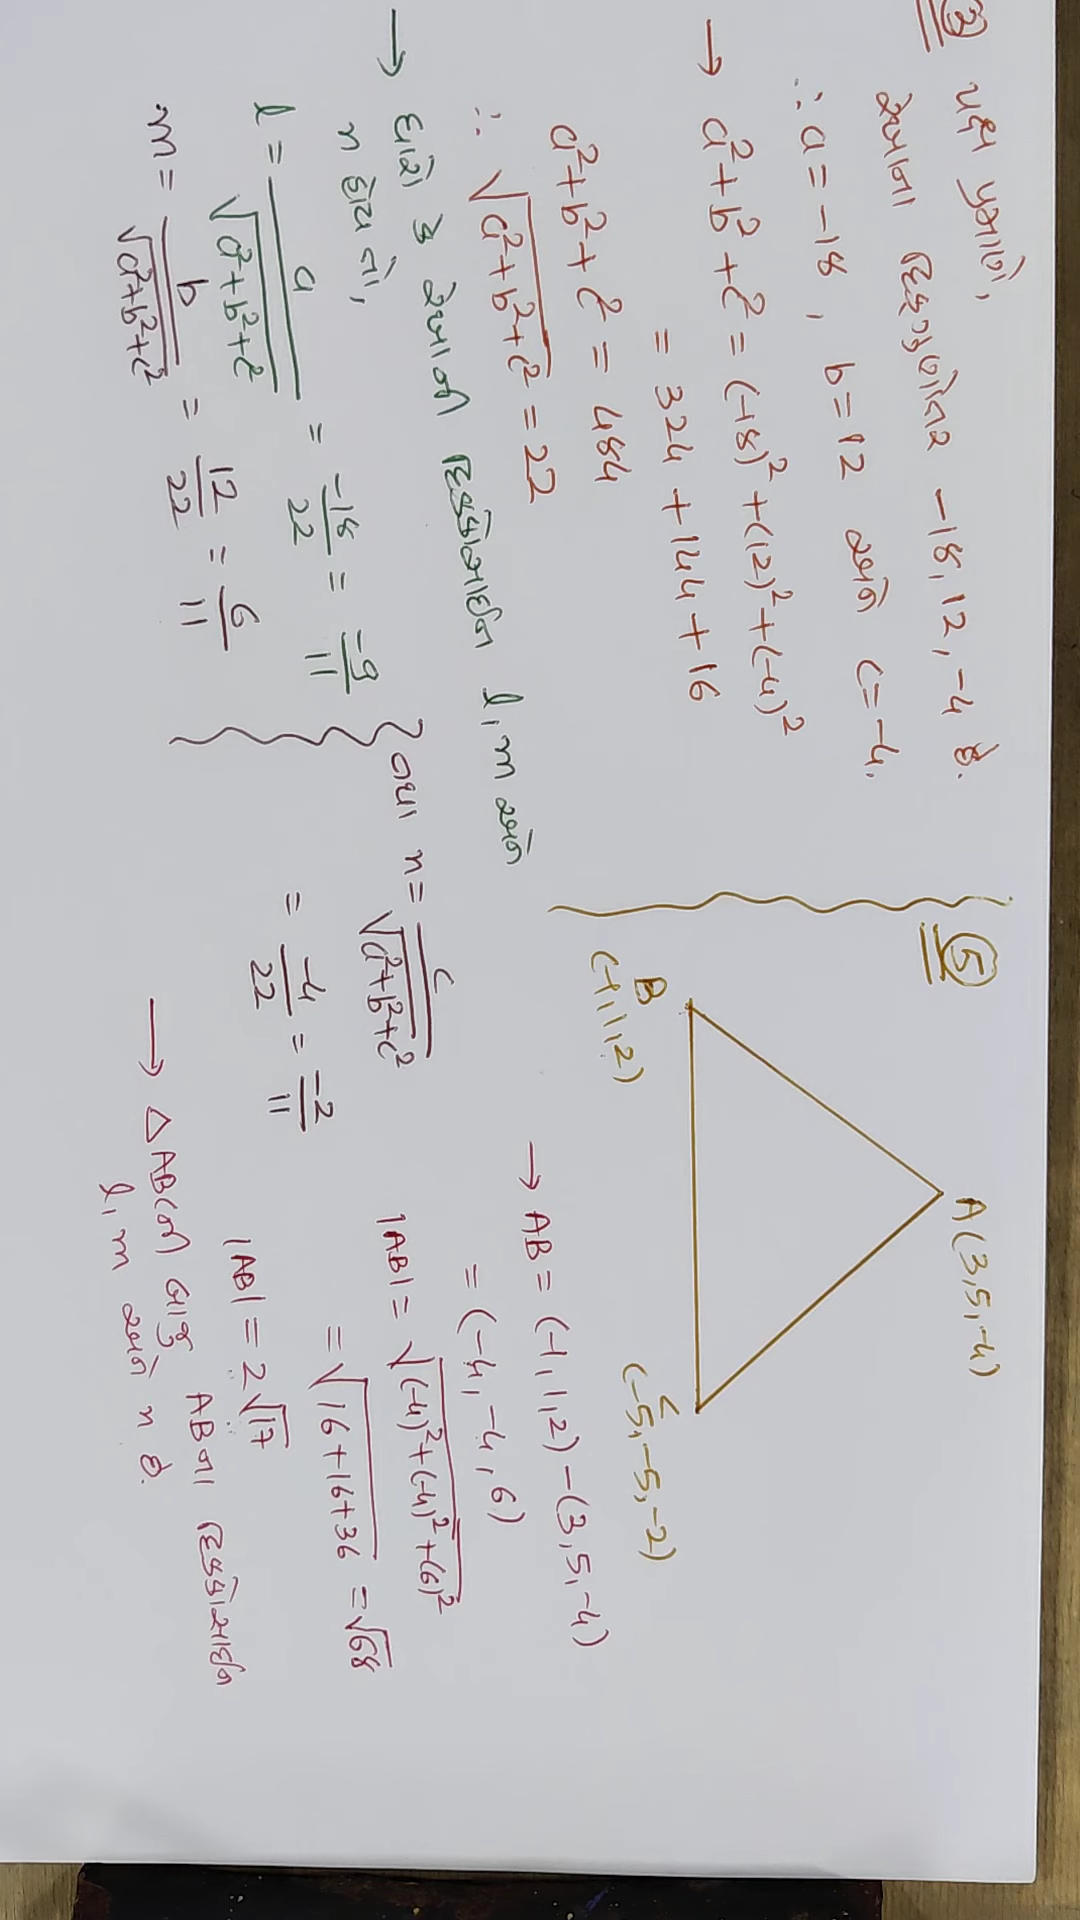 ③ પક્ષ પ્રમાણે,
રેખાના દિક્ગુણોત્તર -18, 12, -4 છે.
∴ a = -18 , b = 12 અને c = -4.
→ a² + b² + c² = (-18)² + (12)² + (-4)²
= 324 + 144 + 16
a² + b² + c² = 484
∴ √(a² + b² + c²) = 22
→ ધારો કે રેખાની દિક્કોસાઈન l, m અને
n હોય તો,
l = a/√(a² + b² + c²) = -18/22 = -9/11
m = b/√(a² + b² + c²) = 12/22 = 6/11
તથા n = c/√(a² + b² + c²)
= -4/22 = -2/11
⑤
A (3, 5, -4)
B
(-1, 1, 2)
C
(-5, -5, -2)
→ AB = (-1, 1, 2) - (3, 5, -4)
= (-4, -4, 6)
|AB| = √((-4)² + (-4)² + (6)²)
= √(16 + 16 + 36) = √68
|AB| = 2√17
→ △ ABC ની બાજુ AB ના દિક્કોસાઈન
l, m અને n છે.